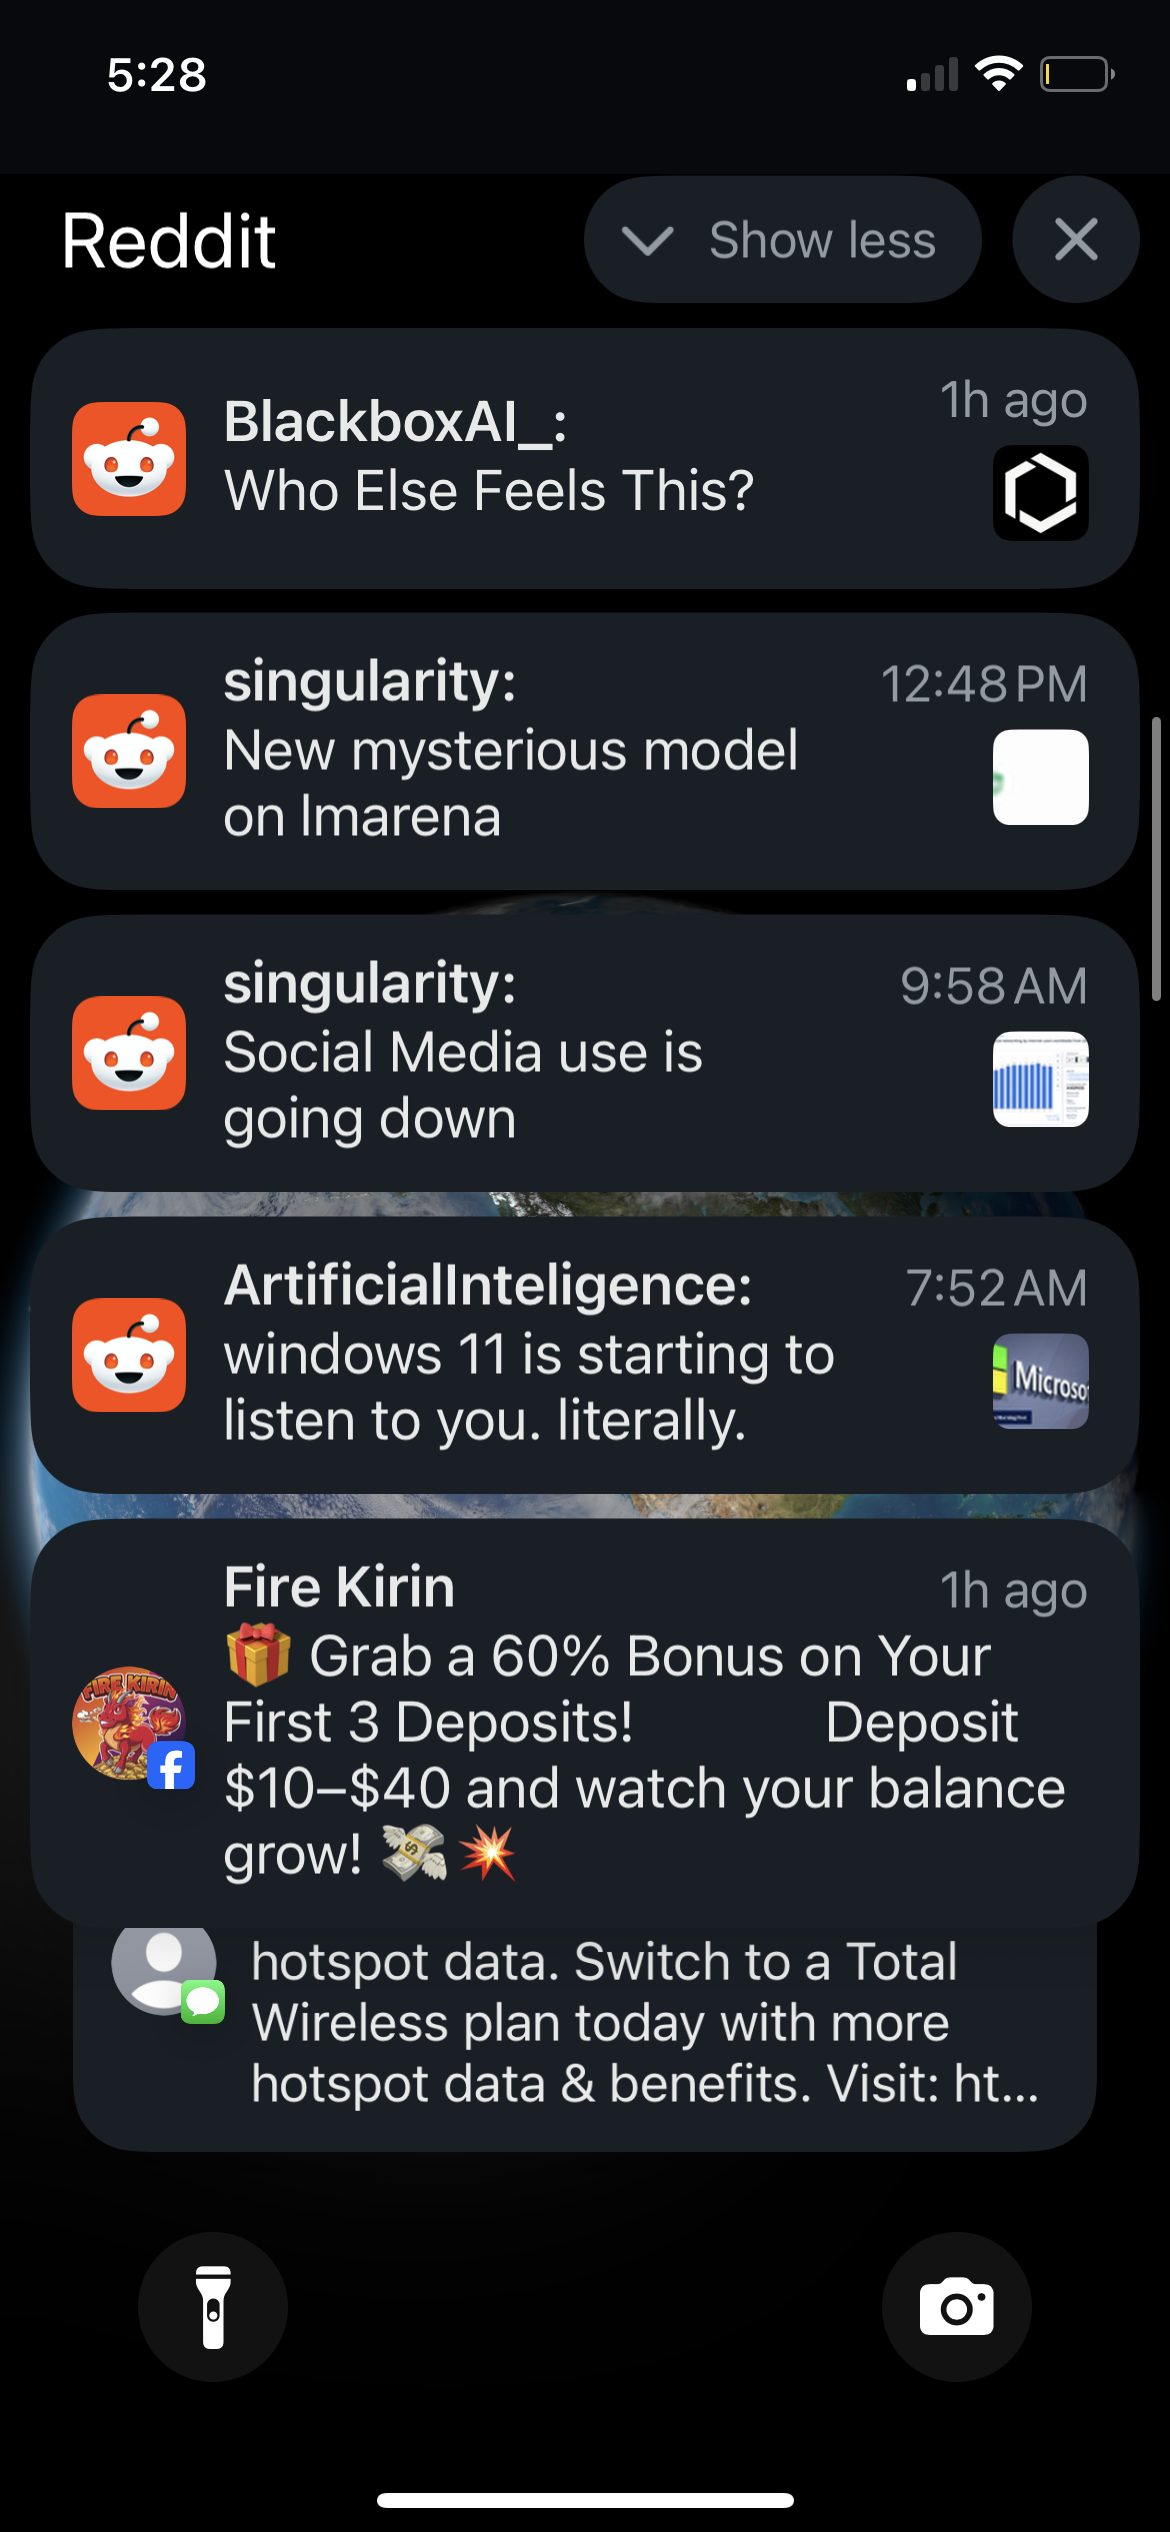 5:28
Reddit
Show less
BlackboxAI_:
1h ago
Who Else Feels This?
singularity:
12:48 PM
New mysterious model
on lmarena
singularity:
9:58 AM
Social Media use is
going down
ArtificialInteligence:
7:52 AM
windows 11 is starting to
listen to you. literally.
Microsof
Fire Kirin
1h ago
FIRE KIRIN
🎁 Grab a 60% Bonus on Your
First 3 Deposits! Deposit
$10–$40 and watch your balance
grow! 💸💥
hotspot data. Switch to a Total
Wireless plan today with more
hotspot data & benefits. Visit: ht...